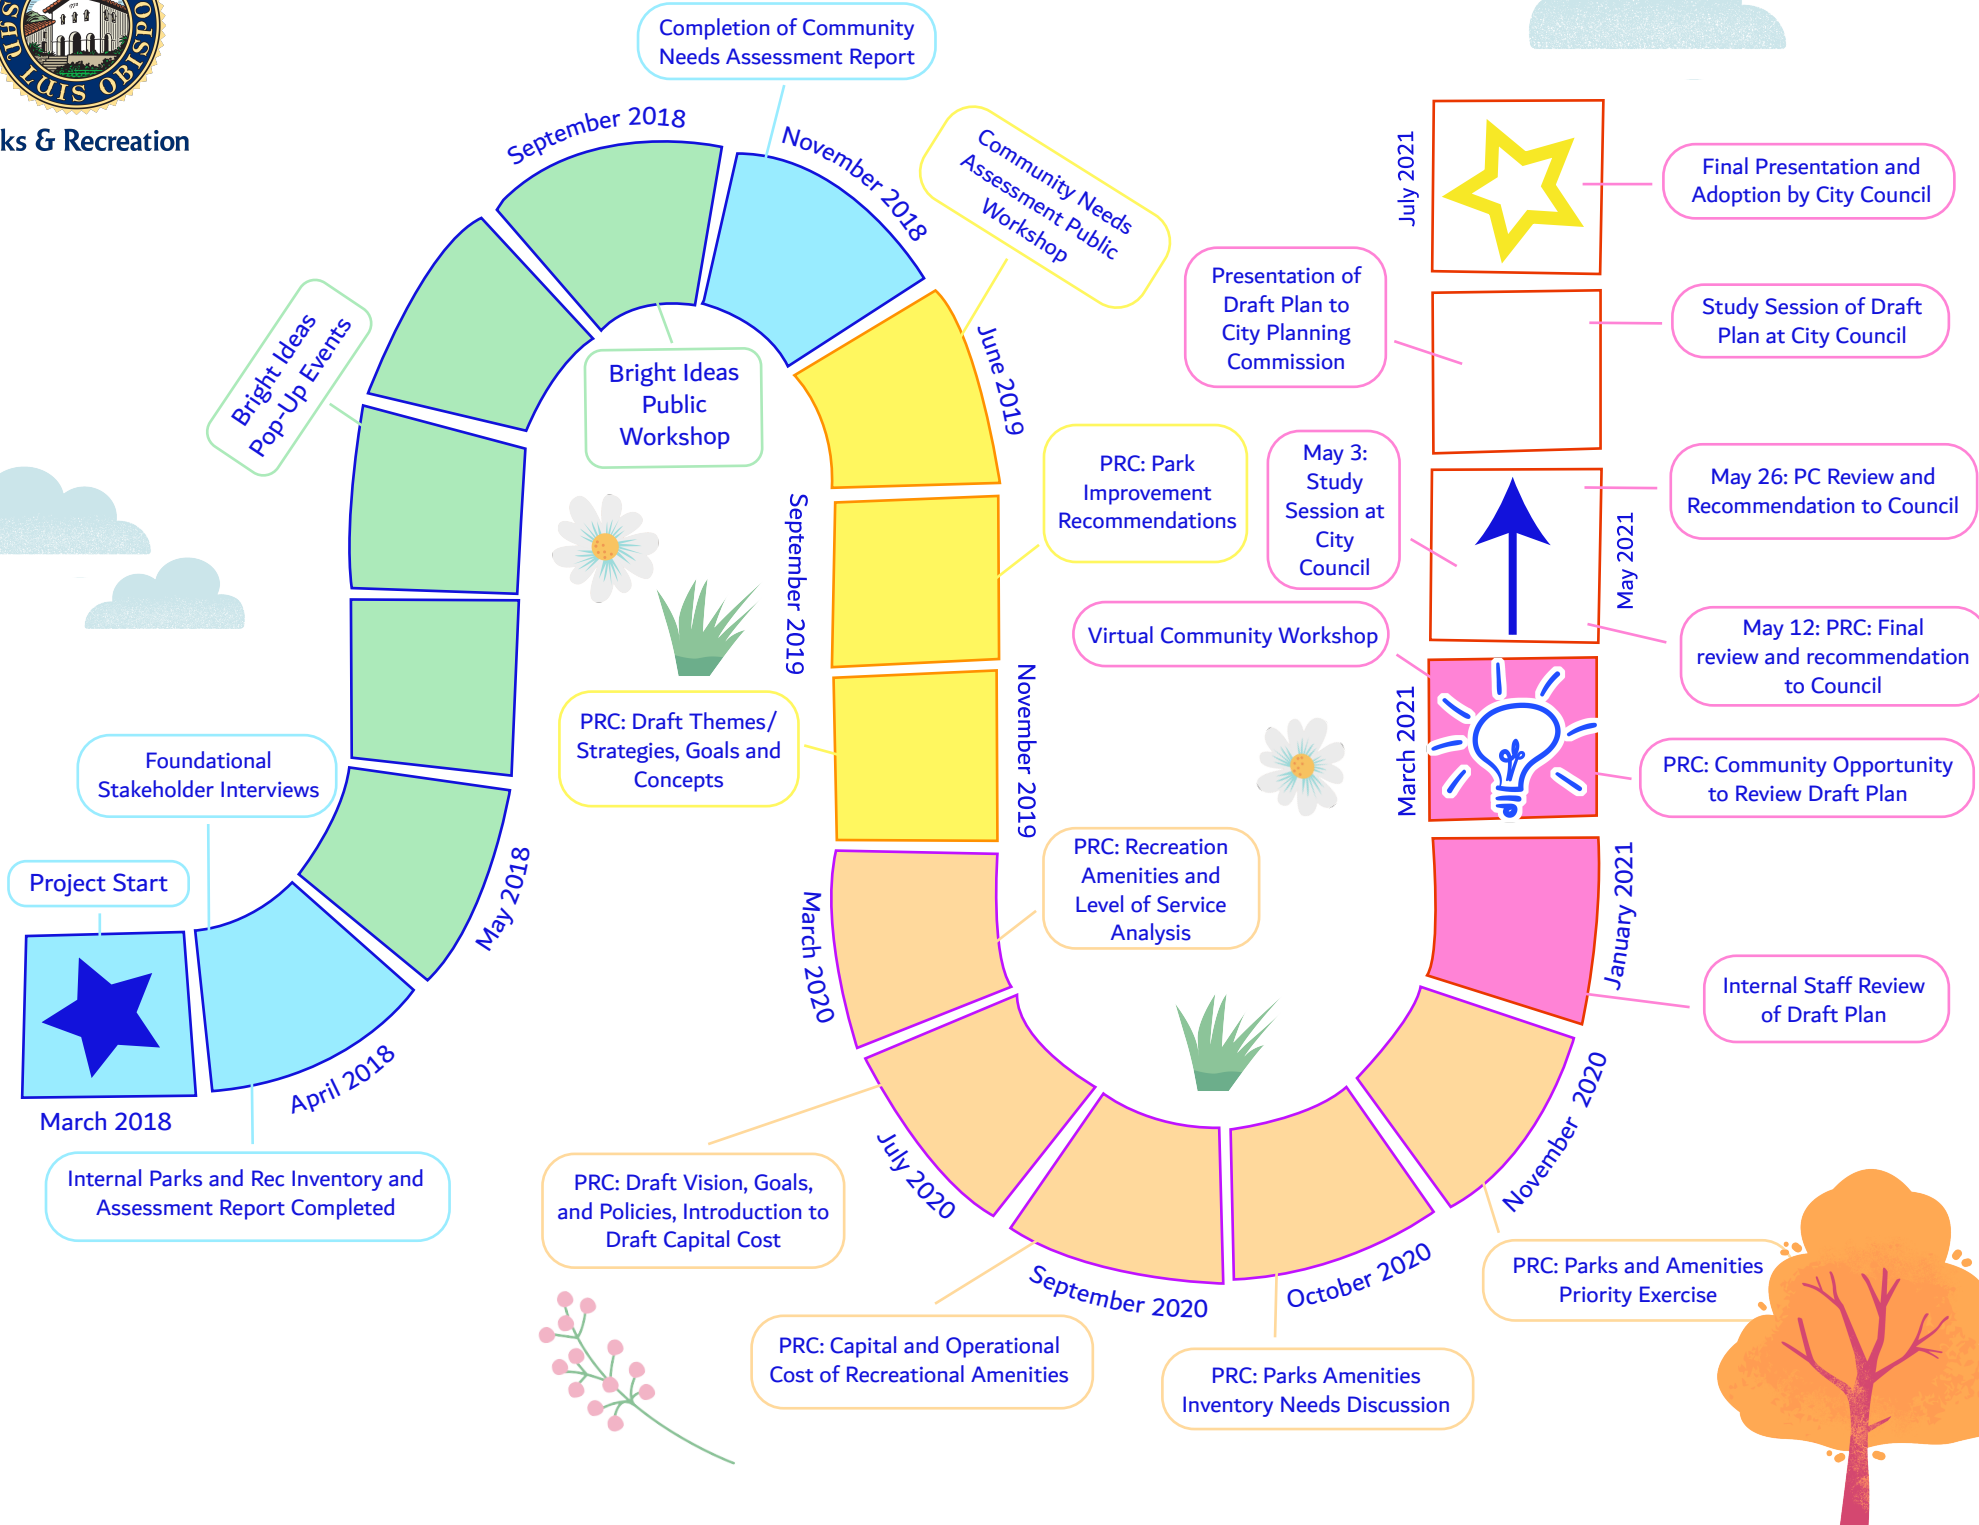 SAN LUIS OBISPO
ks & Recreation
Project Start
March 2018
Foundational
Stakeholder Interviews
April 2018
Internal Parks and Rec Inventory and
Assessment Report Completed
May 2018
Bright Ideas
Pop-Up Events
September 2018
Bright Ideas
Public
Workshop
Completion of Community
Needs Assessment Report
November 2018
Community Needs
Assessment Public
Workshop
June 2019
PRC: Park
Improvement
Recommendations
September 2019
PRC: Draft Themes/
Strategies, Goals and
Concepts
November 2019
PRC: Recreation
Amenities and
Level of Service
Analysis
March 2020
PRC: Draft Vision, Goals,
and Policies, Introduction to
Draft Capital Cost
July 2020
PRC: Capital and Operational
Cost of Recreational Amenities
September 2020
PRC: Parks Amenities
Inventory Needs Discussion
October 2020
PRC: Parks and Amenities
Priority Exercise
November 2020
Internal Staff Review
of Draft Plan
January 2021
PRC: Community Opportunity
to Review Draft Plan
March 2021
Virtual Community Workshop
May 12: PRC: Final
review and recommendation
to Council
May 2021
May 3:
Study
Session at
City
Council
May 26: PC Review and
Recommendation to Council
Presentation of
Draft Plan to
City Planning
Commission
Study Session of Draft
Plan at City Council
July 2021
Final Presentation and
Adoption by City Council